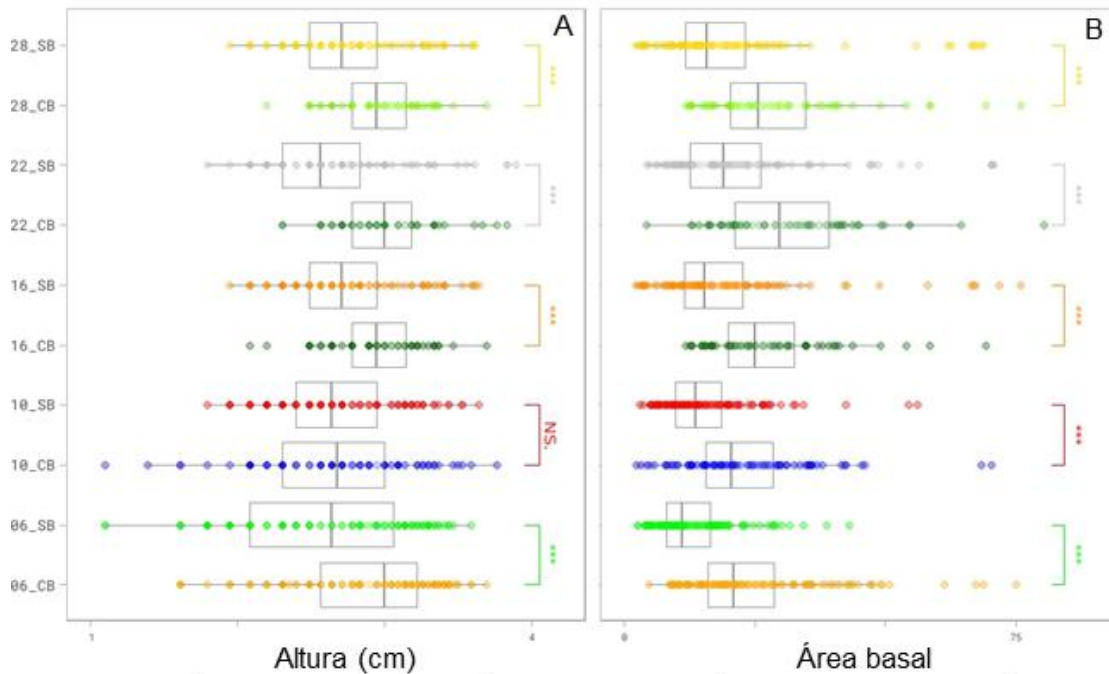 A
B
28_SB
***
***
28_CB
22_SB
***
***
22_CB
16_SB
***
***
16_CB
10_SB
NS.
***
10_CB
06_SB
***
***
06_CB
1
4
0
75
Altura (cm)
Área basal